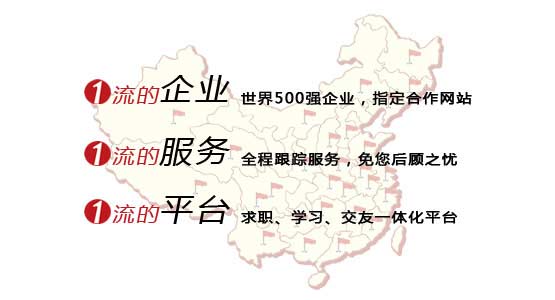 1流的企业 世界500强企业，指定合作网站
1流的服务 全程跟踪服务，免您后顾之忧
1流的平台 求职、学习、交友一体化平台